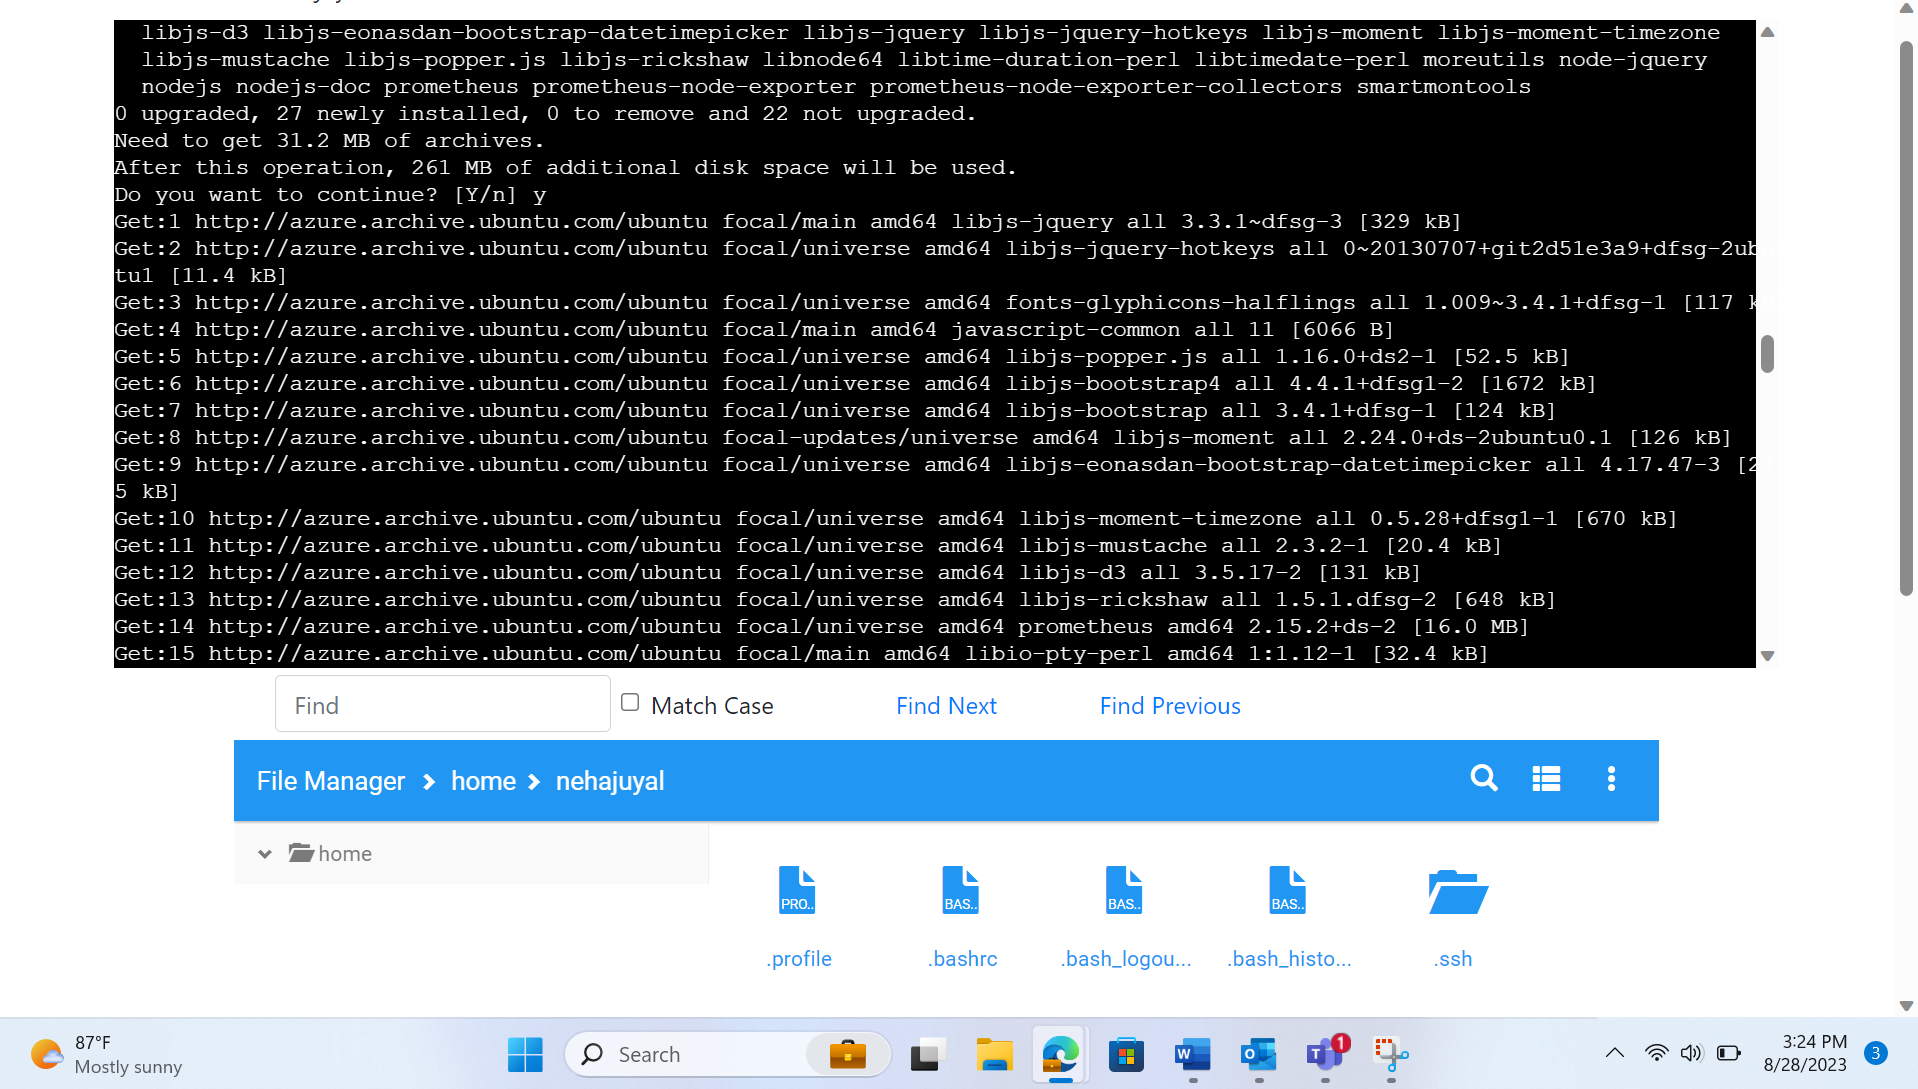 libjs-d3 libjs-eonasdan-bootstrap-datetimepicker libjs-jquery libjs-jquery-hotkeys libjs-moment libjs-moment-timezone
libjs-mustache libjs-popper.js libjs-rickshaw libnode64 libtime-duration-perl libtimedate-perl moreutils node-jquery
nodejs nodejs-doc prometheus prometheus-node-exporter prometheus-node-exporter-collectors smartmontools
0 upgraded, 27 newly installed, 0 to remove and 22 not upgraded.
Need to get 31.2 MB of archives.
After this operation, 261 MB of additional disk space will be used.
Do you want to continue? [Y/n] y
Get:1 http://azure.archive.ubuntu.com/ubuntu focal/main amd64 libjs-jquery all 3.3.1~dfsg-3 [329 kB]
Get:2 http://azure.archive.ubuntu.com/ubuntu focal/universe amd64 libjs-jquery-hotkeys all 0~20130707+git2d51e3a9+dfsg-2ubun
tu1 [11.4 kB]
Get:3 http://azure.archive.ubuntu.com/ubuntu focal/universe amd64 fonts-glyphicons-halflings all 1.009~3.4.1+dfsg-1 [117 k
Get:4 http://azure.archive.ubuntu.com/ubuntu focal/main amd64 javascript-common all 11 [6066 B]
Get:5 http://azure.archive.ubuntu.com/ubuntu focal/universe amd64 libjs-popper.js all 1.16.0+ds2-1 [52.5 kB]
Get:6 http://azure.archive.ubuntu.com/ubuntu focal/universe amd64 libjs-bootstrap4 all 4.4.1+dfsg1-2 [1672 kB]
Get:7 http://azure.archive.ubuntu.com/ubuntu focal/universe amd64 libjs-bootstrap all 3.4.1+dfsg-1 [124 kB]
Get:8 http://azure.archive.ubuntu.com/ubuntu focal-updates/universe amd64 libjs-moment all 2.24.0+ds-2ubuntu0.1 [126 kB]
Get:9 http://azure.archive.ubuntu.com/ubuntu focal/universe amd64 libjs-eonasdan-bootstrap-datetimepicker all 4.17.47-3 [2
5 kB]
Get:10 http://azure.archive.ubuntu.com/ubuntu focal/universe amd64 libjs-moment-timezone all 0.5.28+dfsg1-1 [670 kB]
Get:11 http://azure.archive.ubuntu.com/ubuntu focal/universe amd64 libjs-mustache all 2.3.2-1 [20.4 kB]
Get:12 http://azure.archive.ubuntu.com/ubuntu focal/universe amd64 libjs-d3 all 3.5.17-2 [131 kB]
Get:13 http://azure.archive.ubuntu.com/ubuntu focal/universe amd64 libjs-rickshaw all 1.5.1.dfsg-2 [648 kB]
Get:14 http://azure.archive.ubuntu.com/ubuntu focal/universe amd64 prometheus amd64 2.15.2+ds-2 [16.0 MB]
Get:15 http://azure.archive.ubuntu.com/ubuntu focal/main amd64 libio-pty-perl amd64 1:1.12-1 [32.4 kB]
Find Match Case Find Next Find Previous
File Manager home nehajuyal
home
PRO.. BAS.. BAS.. BAS..
.profile .bashrc .bash_logou... .bash_histo... .ssh
87°F
Mostly sunny
Search
W O T 1
3:24 PM
8/28/2023
3